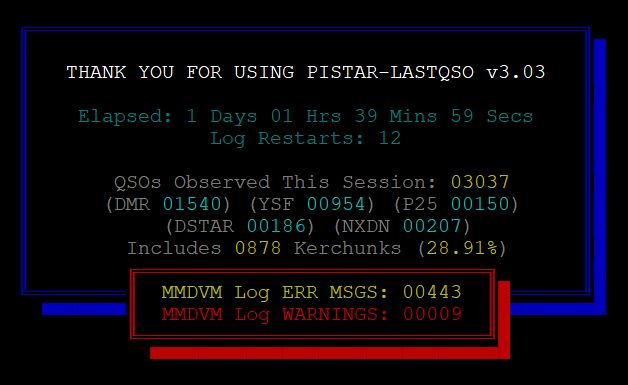 THANK YOU FOR USING PISTAR-LASTQSO v3.03
Elapsed: 1 Days 01 Hrs 39 Mins 59 Secs
Log Restarts: 12
QSOs Observed This Session: 03037
(DMR 01540) (YSF 00954) (P25 00150)
(DSTAR 00186) (NXDN 00207)
Includes 0878 Kerchunks (28.91%)
MMDVM Log ERR MSGS: 00443
MMDVM Log WARNINGS: 00009